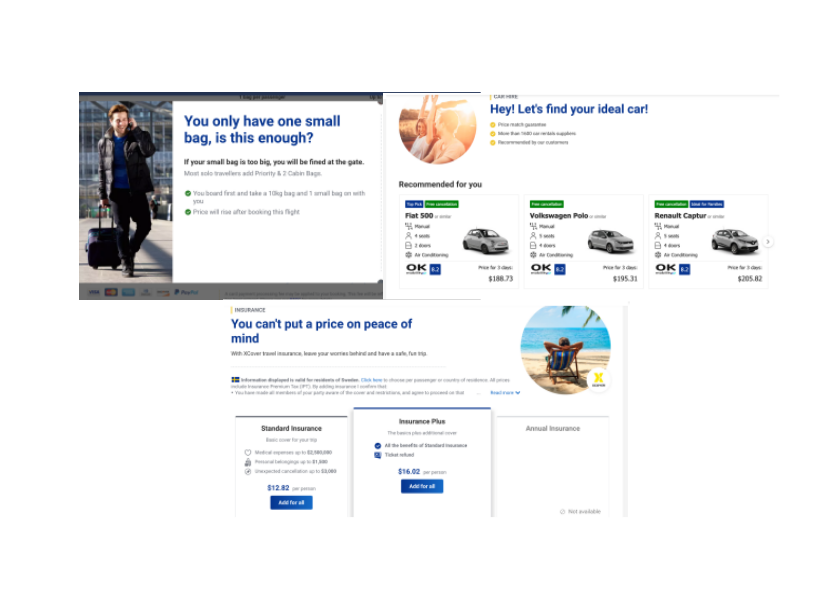 1 bag per passenger
You only have one small
bag, is this enough?
If your small bag is too big, you will be fined at the gate.
Most solo travellers add Priority & 2 Cabin Bags.
You board first and take a 10kg bag and 1 small bag on with
you
Price will rise after booking this flight
VISA
PayPal
CAR HIRE
Hey! Let's find your ideal car!
Price match guarantee
More than 1600 car rentals suppliers
Recommended by our customers
Recommended for you
Top Pick Free cancellation
Fiat 500 or similar
Manual
4 seats
2 doors
Air Conditioning
OK 8.2
Price for 3 days:
$188.73
Free cancellation
Volkswagen Polo or similar
Manual
5 seats
4 doors
Air Conditioning
OK 8.2
Price for 3 days:
$195.31
Free cancellation Ideal for families
Renault Captur or similar
Manual
5 seats
4 doors
Air Conditioning
OK 8.2
Price for 3 days:
$205.82
INSURANCE
You can't put a price on peace of
mind
With XCover travel insurance, leave your worries behind and have a safe, fun trip.
Information displayed is valid for residents of Sweden. Click here to choose per passenger or country of residence. All prices
include Insurance Premium Tax (IPT). By adding insurance I confirm that:
• You have made all members of your party aware of the cover and restrictions, and agree to proceed on that ... Read more
Standard Insurance
Basic cover for your trip
Medical expenses up to
Personal belongings up to $1,500
Unexpected cancellation up to $3,000
$12.82 per person
Add for all
Insurance Plus
The basics plus additional cover
All the benefits of Standard Insurance
Ticket refund
$16.02 per person
Add for all
Annual Insurance
Not available